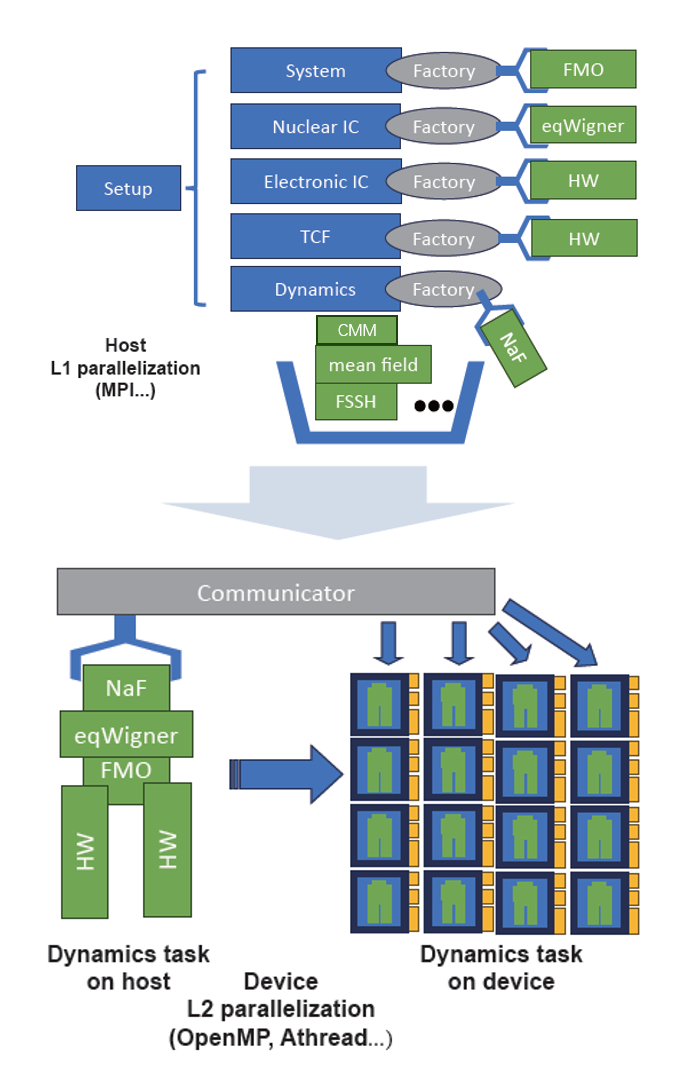 System Factory FMO
Nuclear IC Factory eqWigner
Setup
Electronic IC Factory HW
TCF Factory HW
Dynamics Factory
NaF
CMM
mean field
FSSH
Host
L1 parallelization
(MPI...)
Communicator
NaF
eqWigner
FMO
HW HW
Dynamics task
on host
Dynamics task
on device
Device
L2 parallelization
(OpenMP, Athread...)